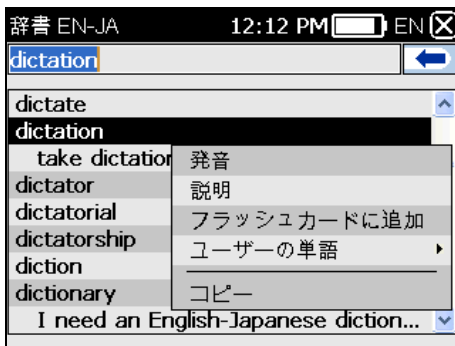 辞書 EN-JA 12:12 PM EN
dictation
dictate
dictation
take dictation
発音
dictator
説明
dictatorial
フラッシュカードに追加
dictatorship
ユーザーの単語
diction
dictionary
コピー
I need an English-Japanese diction...